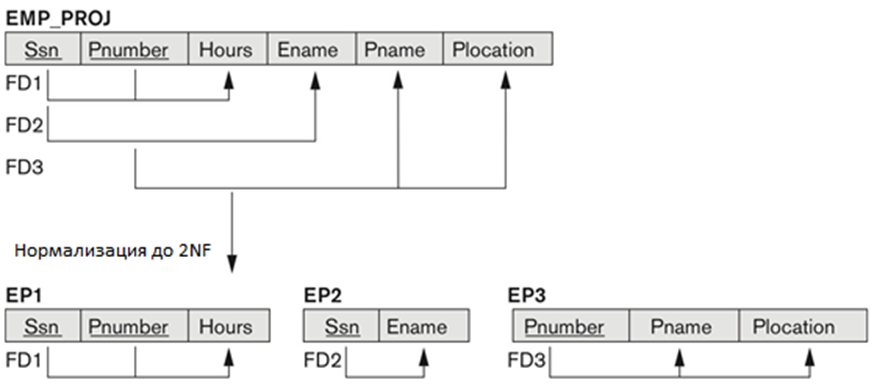 EMP_PROJ
Ssn Pnumber Hours Ename Pname Plocation
FD1
FD2
FD3
Нормализация до 2NF
EP1 EP2 EP3
Ssn Pnumber Hours Ssn Ename Pnumber Pname Plocation
FD1 FD2 FD3